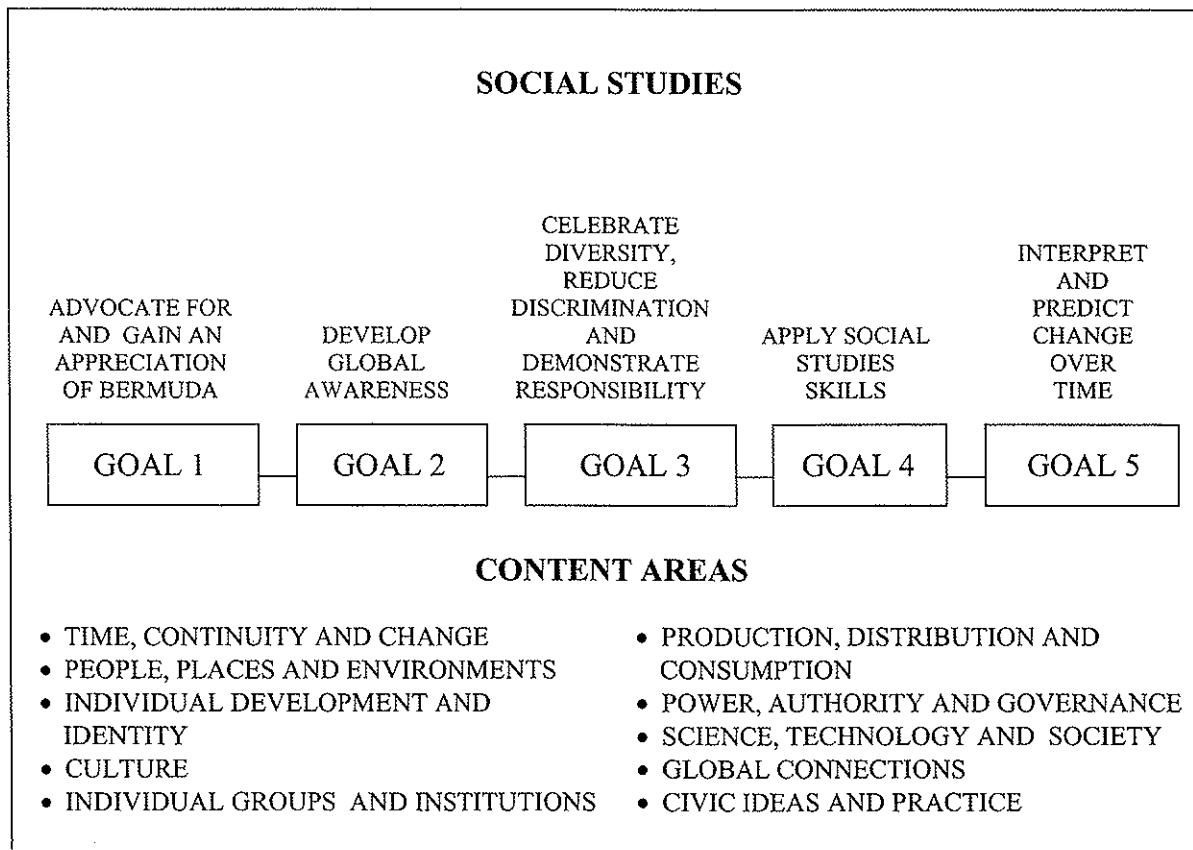 SOCIAL STUDIES
ADVOCATE FOR
AND GAIN AN
APPRECIATION
OF BERMUDA
DEVELOP
GLOBAL
AWARENESS
CELEBRATE
DIVERSITY,
REDUCE
DISCRIMINATION
AND
DEMONSTRATE
RESPONSIBILITY
APPLY SOCIAL
STUDIES
SKILLS
INTERPRET
AND
PREDICT
CHANGE
OVER
TIME
GOAL 1
GOAL 2
GOAL 3
GOAL 4
GOAL 5
CONTENT AREAS
• TIME, CONTINUITY AND CHANGE
• PEOPLE, PLACES AND ENVIRONMENTS
• INDIVIDUAL DEVELOPMENT AND
IDENTITY
• CULTURE
• INDIVIDUAL GROUPS AND INSTITUTIONS
• PRODUCTION, DISTRIBUTION AND
CONSUMPTION
• POWER, AUTHORITY AND GOVERNANCE
• SCIENCE, TECHNOLOGY AND SOCIETY
• GLOBAL CONNECTIONS
• CIVIC IDEAS AND PRACTICE